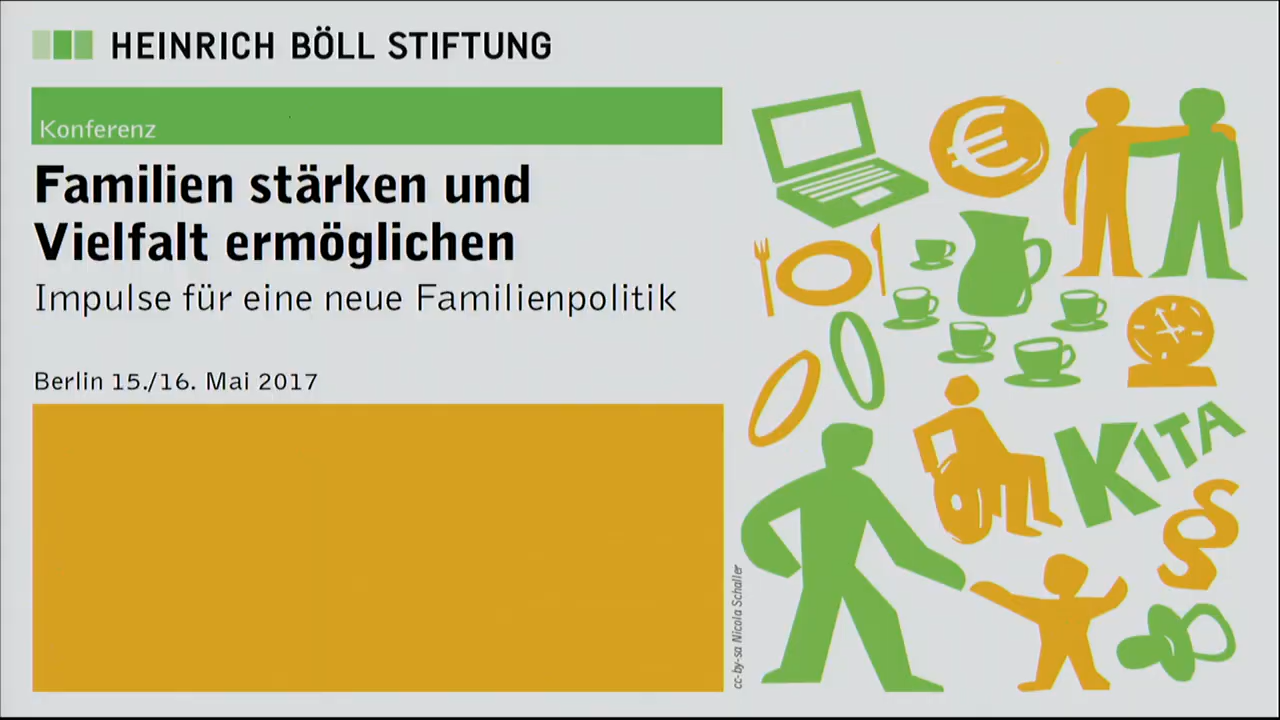 HEINRICH BÖLL STIFTUNG
Konferenz
Familien stärken und
Vielfalt ermöglichen
Impulse für eine neue Familienpolitik
Berlin 15./16. Mai 2017
cc-by-sa Nicola Schaller
€
KITA
§